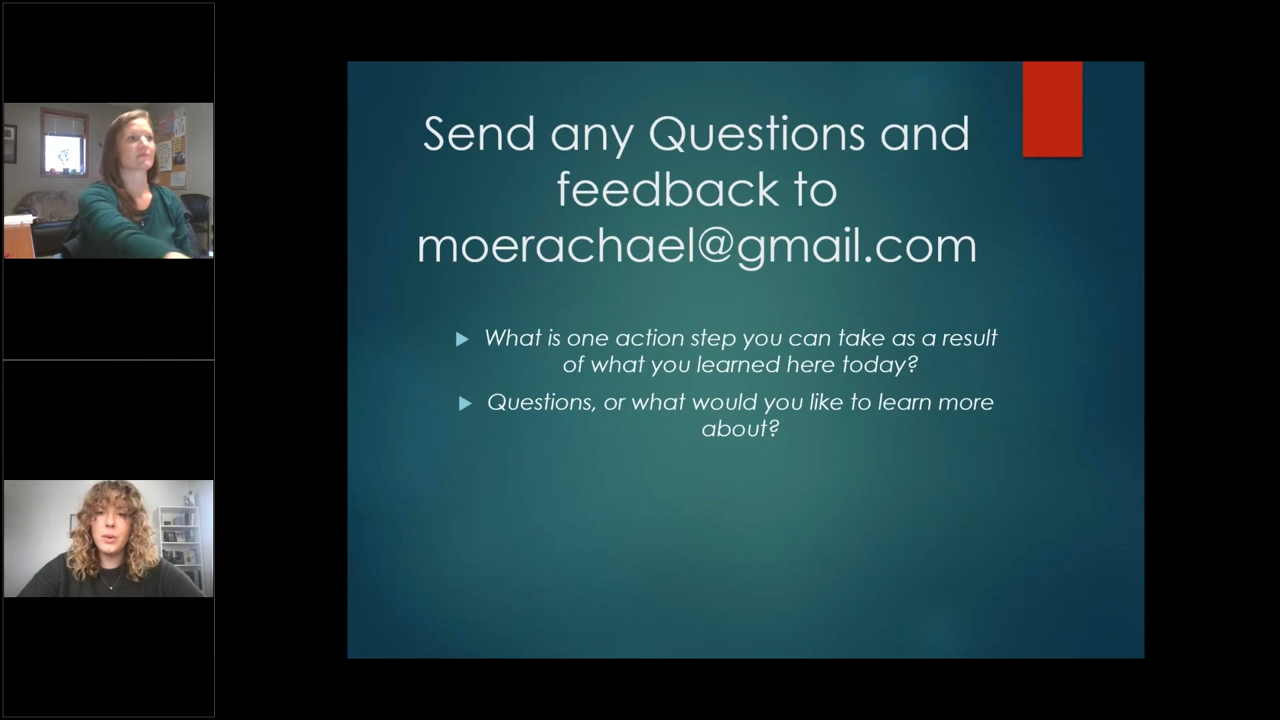 Send any Questions and
feedback to
moerachael@gmail.com
What is one action step you can take as a result
of what you learned here today?
Questions, or what would you like to learn more
about?